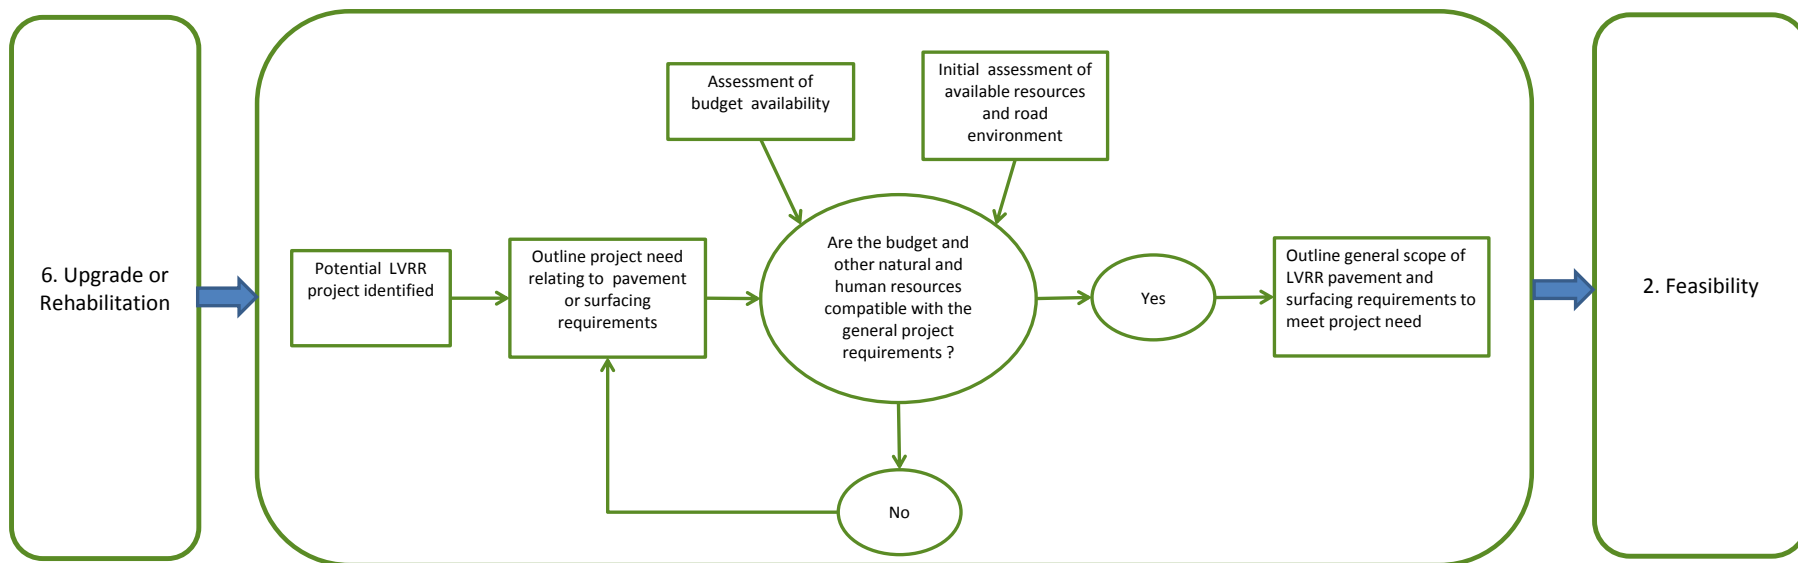 6. Upgrade or
Rehabilitation
Assessment of
budget availability
Initial assessment of
available resources
and road
environment
Potential LVRR
project identified
Outline project need
relating to pavement
or surfacing
requirements
Are the budget and
other natural and
human resources
compatible with the
general project
requirements ?
Yes
Outline general scope of
LVRR pavement and
surfacing requirements to
meet project need
No
2. Feasibility